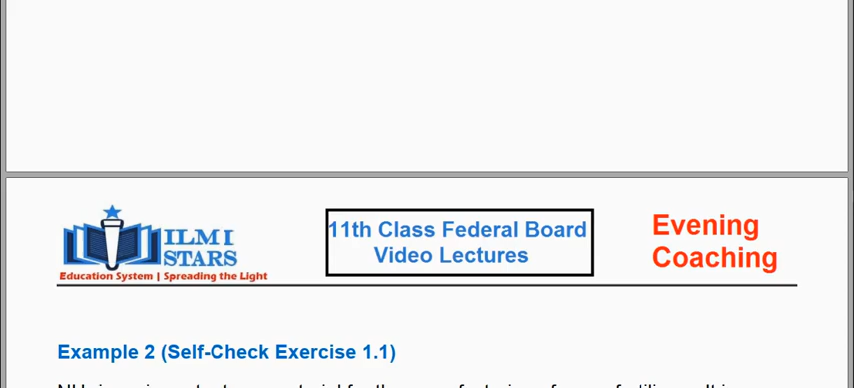 ILMI
STARS
Education System | Spreading the Light
11th Class Federal Board
Video Lectures
Evening
Coaching
Example 2 (Self-Check Exercise 1.1)